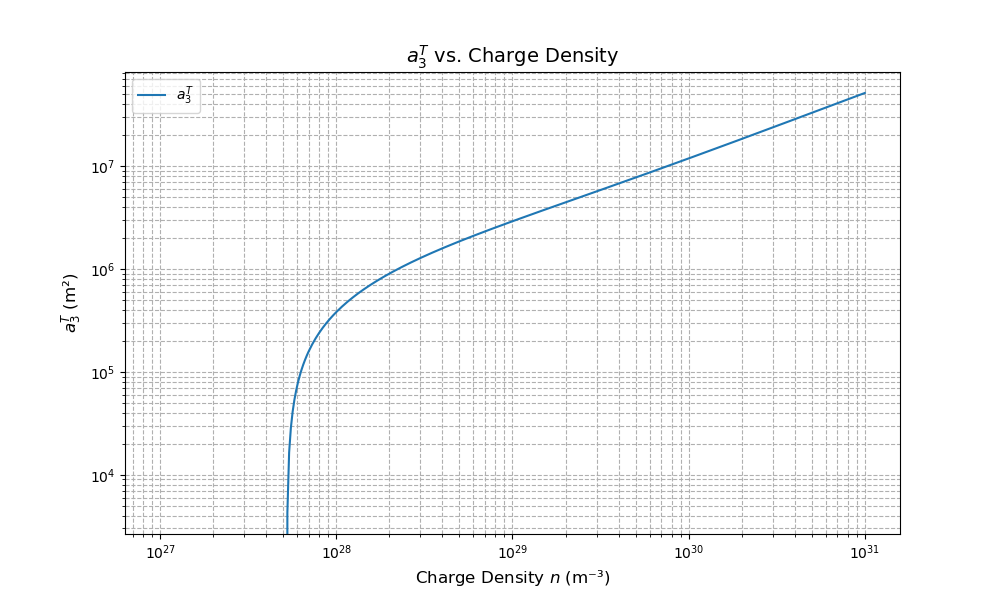 a₃ᵀ vs. Charge Density
a₃ᵀ
a₃ᵀ (m²)
10⁷
10⁶
10⁵
10⁴
10²⁷ 10²⁸ 10²⁹ 10³⁰ 10³¹
Charge Density n (m⁻³)